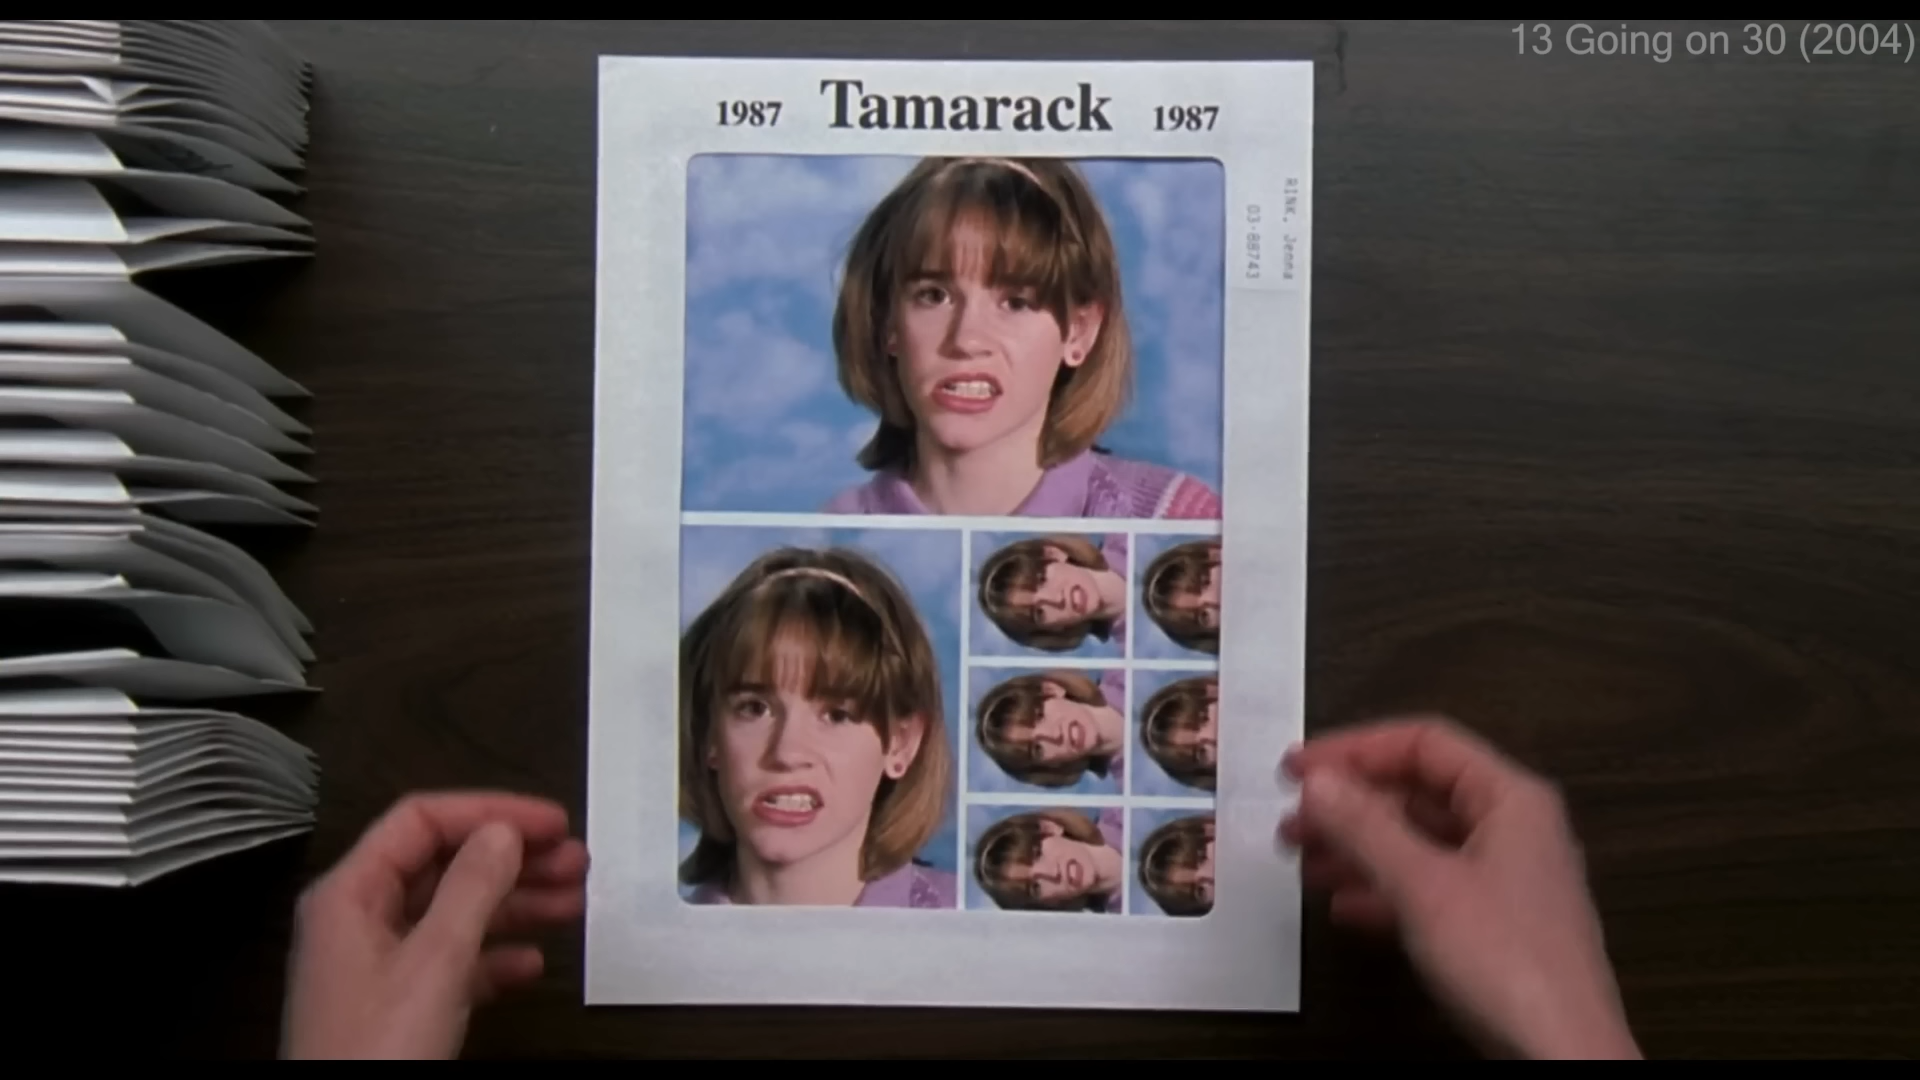 13 Going on 30 (2004)
1987 Tamarack 1987
RINK, Jenna
03-88743